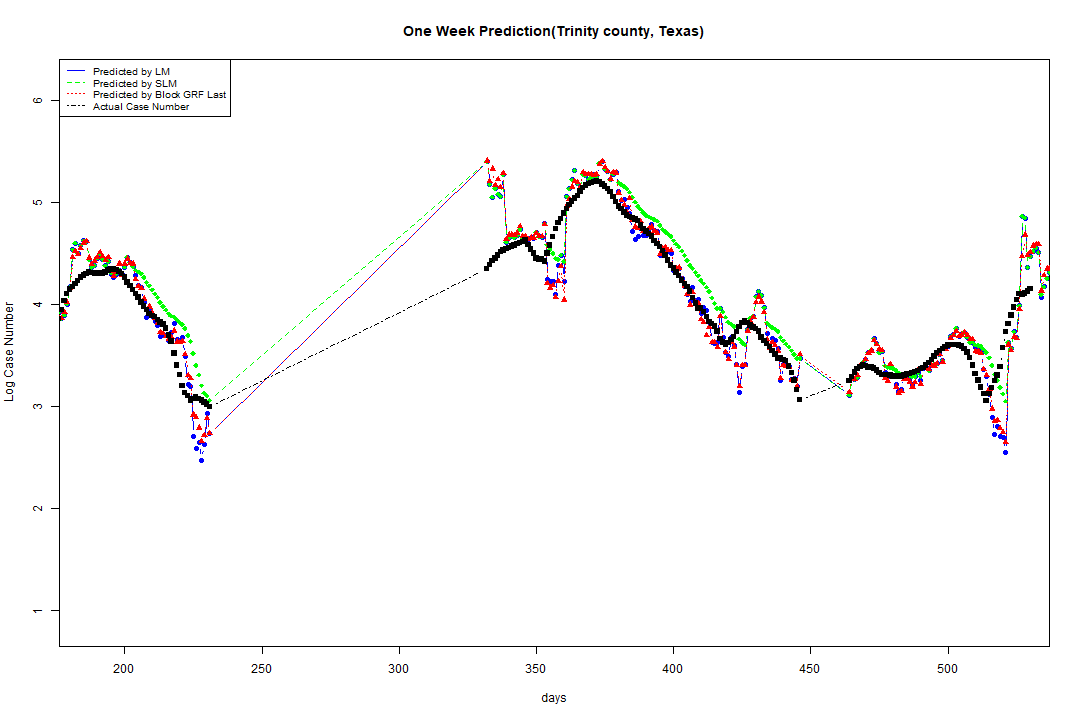 One Week Prediction(Trinity county, Texas)
Predicted by LM
Predicted by SLM
Predicted by Block GRF Last
Actual Case Number
6
5
4
3
2
1
Log Case Number
200
250
300
350
400
450
500
days